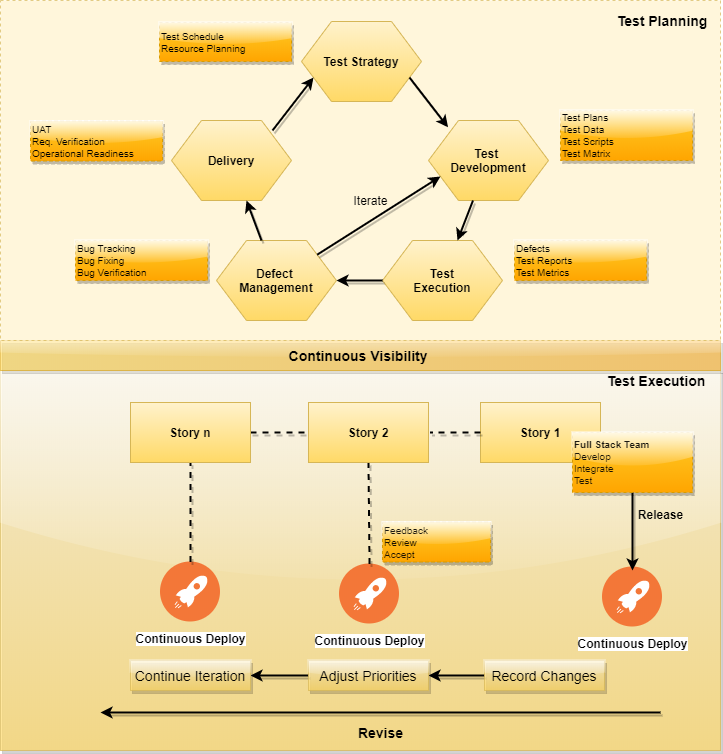 Test Planning
Test Schedule
Resource Planning
Test Strategy
UAT
Req. Verification
Operational Readiness
Delivery
Test
Development
Test Plans
Test Data
Test Scripts
Test Matrix
Iterate
Bug Tracking
Bug Fixing
Bug Verification
Defect
Management
Test
Execution
Defects
Test Reports
Test Metrics
Continuous Visibility
Test Execution
Story n
Story 2
Story 1
Full Stack Team
Develop
Integrate
Test
Release
Feedback
Review
Accept
Continuous Deploy
Continuous Deploy
Continuous Deploy
Continue Iteration
Adjust Priorities
Record Changes
Revise